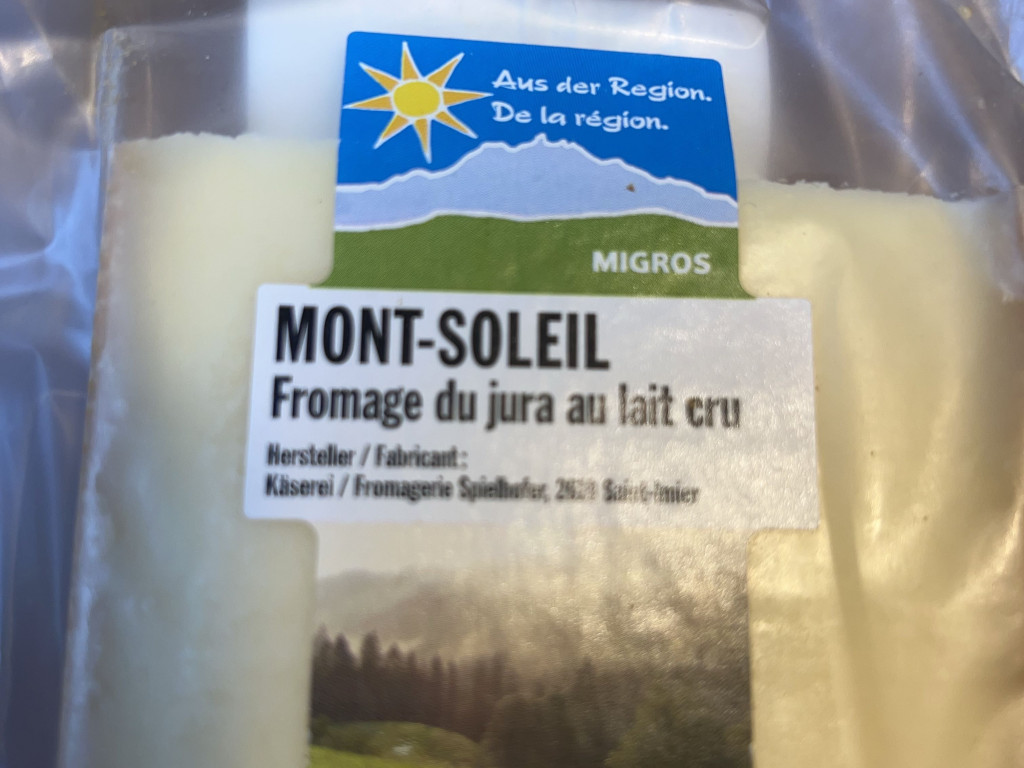 Aus der Region.
De la région.
MIGROS
MONT-SOLEIL
Fromage du jura au lait cru
Hersteller / Fabricant:
Käserei / Fromagerie Spielhofer, Saint-Imier